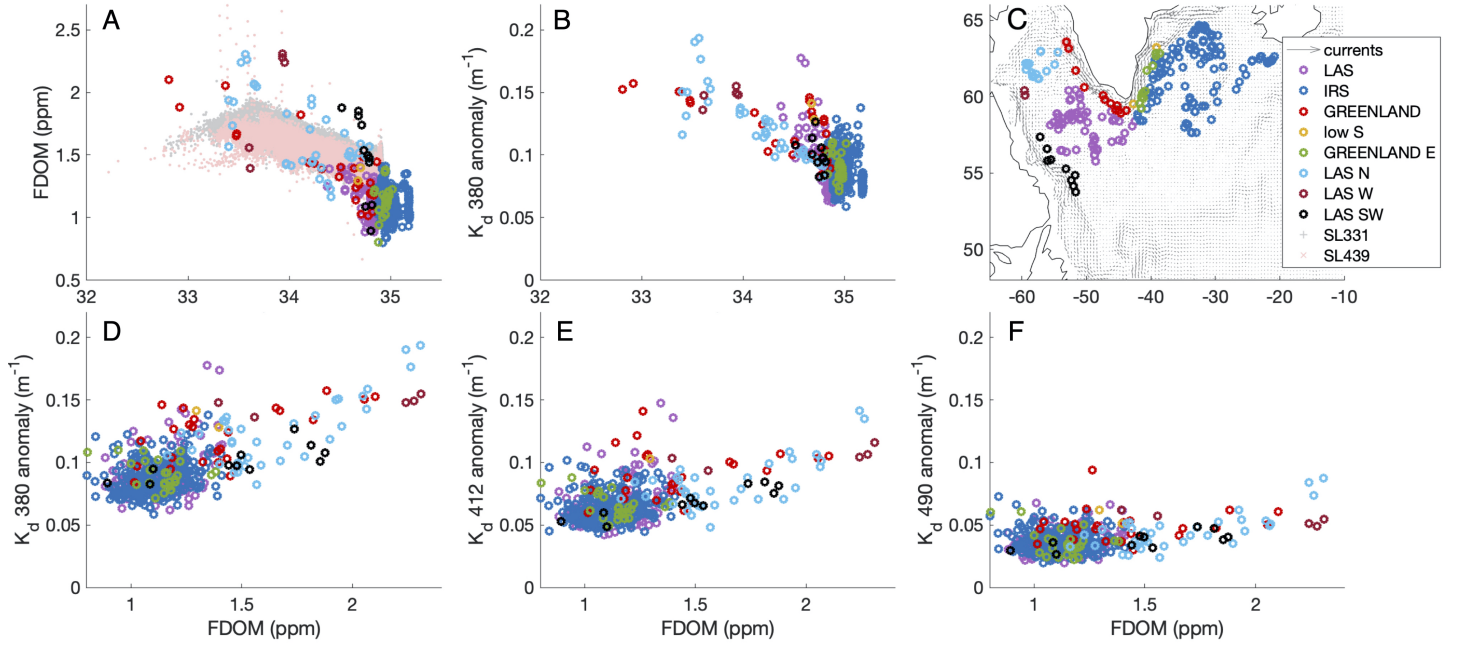 A
FDOM (ppm)
2.5
2
1.5
1
0.5
32
33
34
35
B
K_d 380 anomaly (m⁻¹)
0.2
0.15
0.1
0.05
0
32
33
34
35
C
65
60
55
50
-60
-50
-40
-30
-20
-10
currents
LAS
IRS
GREENLAND
low S
GREENLAND E
LAS N
LAS W
LAS SW
SL331
SL439
D
K_d 380 anomaly (m⁻¹)
0.2
0.15
0.1
0.05
0
1
1.5
2
FDOM (ppm)
E
K_d 412 anomaly (m⁻¹)
0.2
0.15
0.1
0.05
0
1
1.5
2
FDOM (ppm)
F
K_d 490 anomaly (m⁻¹)
0.2
0.15
0.1
0.05
0
1
1.5
2
FDOM (ppm)